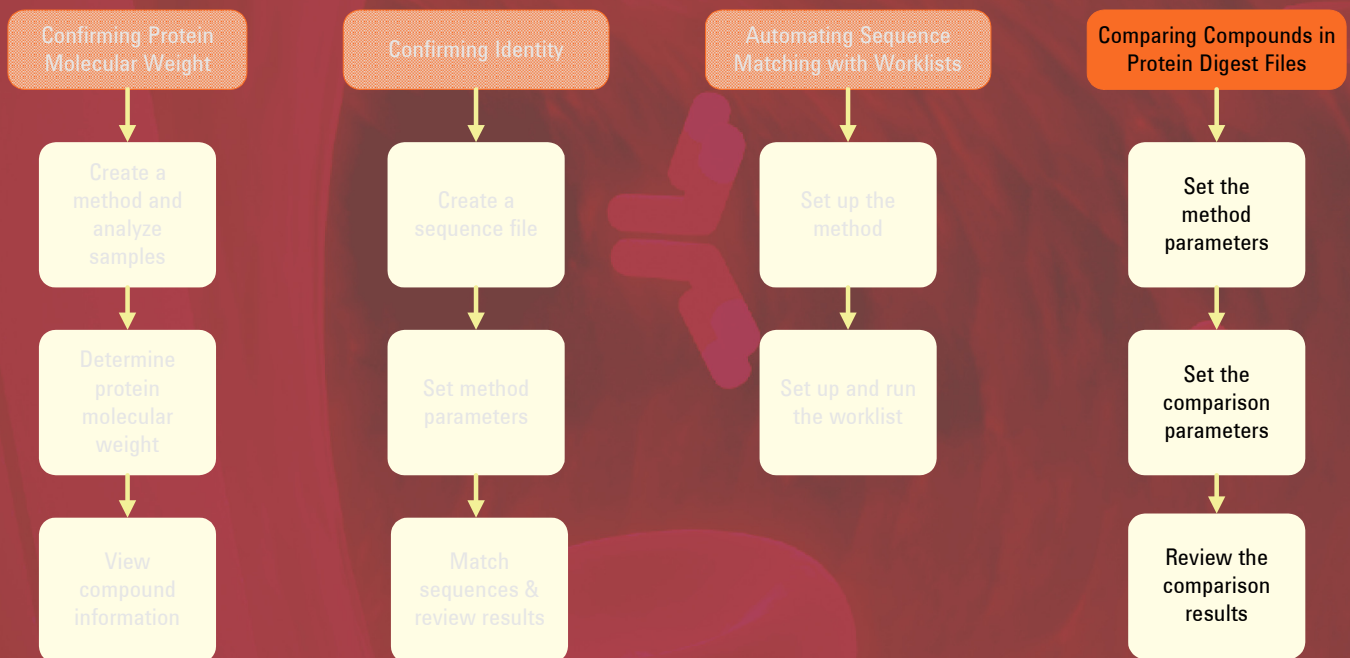 Confirming Protein
Molecular Weight
Create a
method and
analyze
samples
Determine
protein
molecular
weight
View
compound
information
Confirming Identity
Create a
sequence file
Set method
parameters
Match
sequences &
review results
Automating Sequence
Matching with Worklists
Set up the
method
Set up and run
the worklist
Comparing Compounds in
Protein Digest Files
Set the
method
parameters
Set the
comparison
parameters
Review the
comparison
results